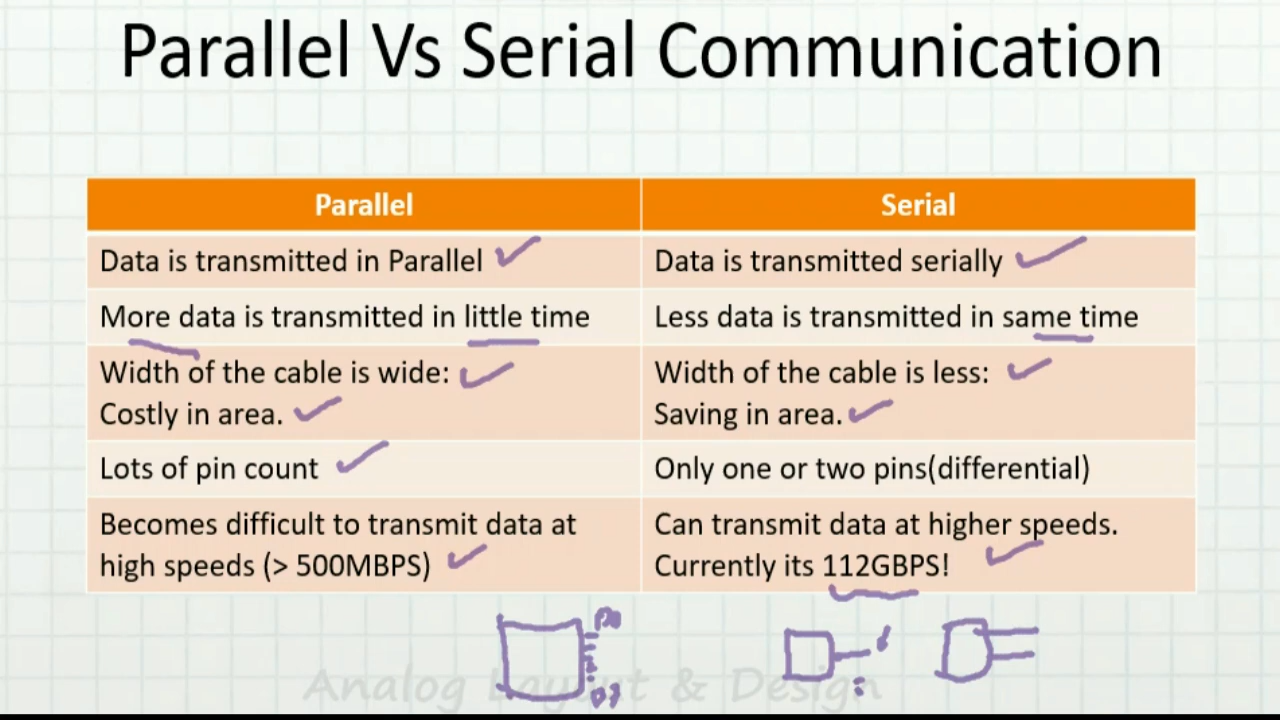 Parallel Vs Serial Communication
Parallel
Serial
Data is transmitted in Parallel
Data is transmitted serially
More data is transmitted in little time
Less data is transmitted in same time
Width of the cable is wide:
Costly in area.
Width of the cable is less:
Saving in area.
Lots of pin count
Only one or two pins(differential)
Becomes difficult to transmit data at
high speeds (> 500MBPS)
Can transmit data at higher speeds.
Currently its 112GBPS!
Analog Layout & Design